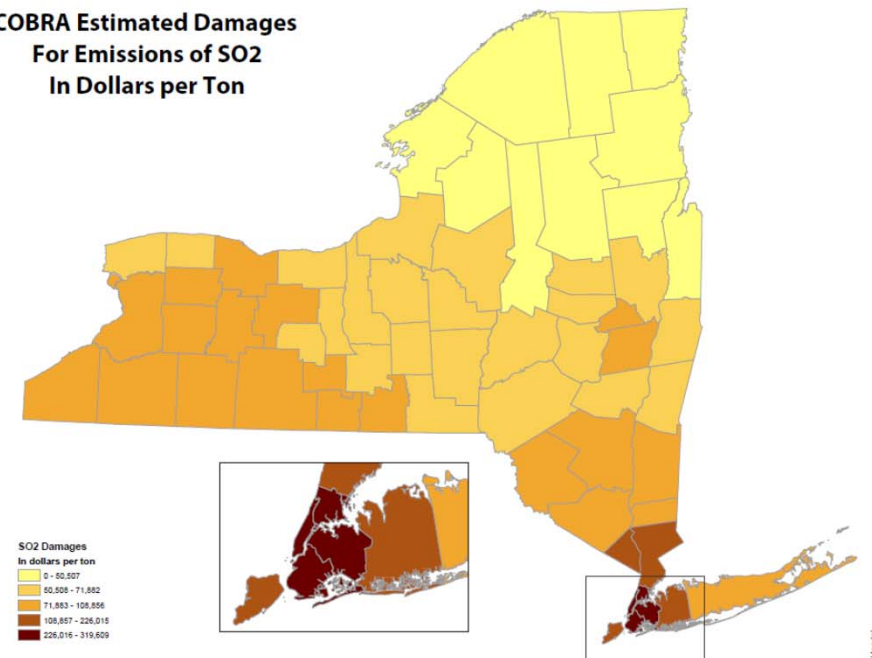 COBRA Estimated Damages
For Emissions of SO2
In Dollars per Ton
SO2 Damages
In dollars per ton
0 - 50,507
50,508 - 71,882
71,883 - 108,856
108,857 - 226,015
226,016 - 319,609